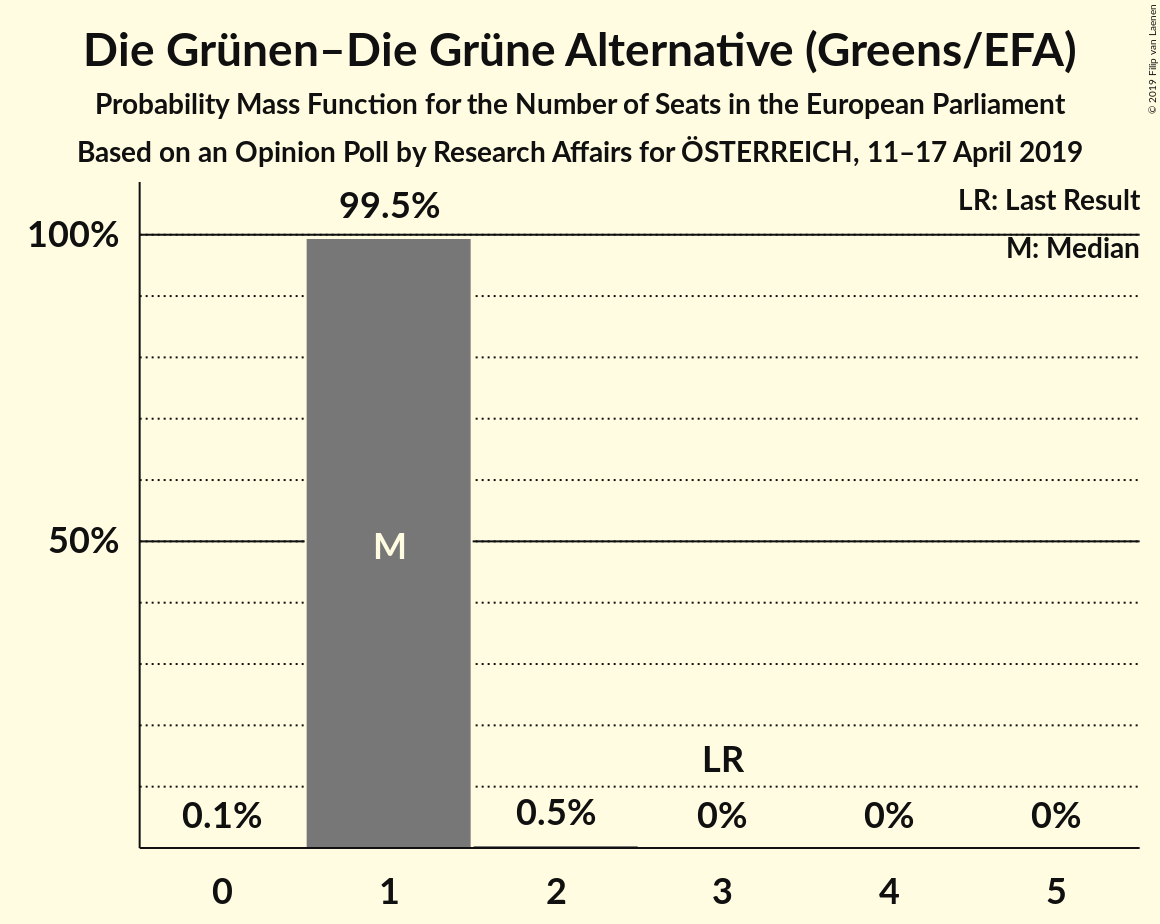 Die Grünen–Die Grüne Alternative (Greens/EFA)
Probability Mass Function for the Number of Seats in the European Parliament
Based on an Opinion Poll by Research Affairs for ÖSTERREICH, 11–17 April 2019
© 2019 Filip van Laenen
LR: Last Result
M: Median
99.5%
100%
50%
M
LR
0.1%
0.5%
0%
0%
0%
0
1
2
3
4
5